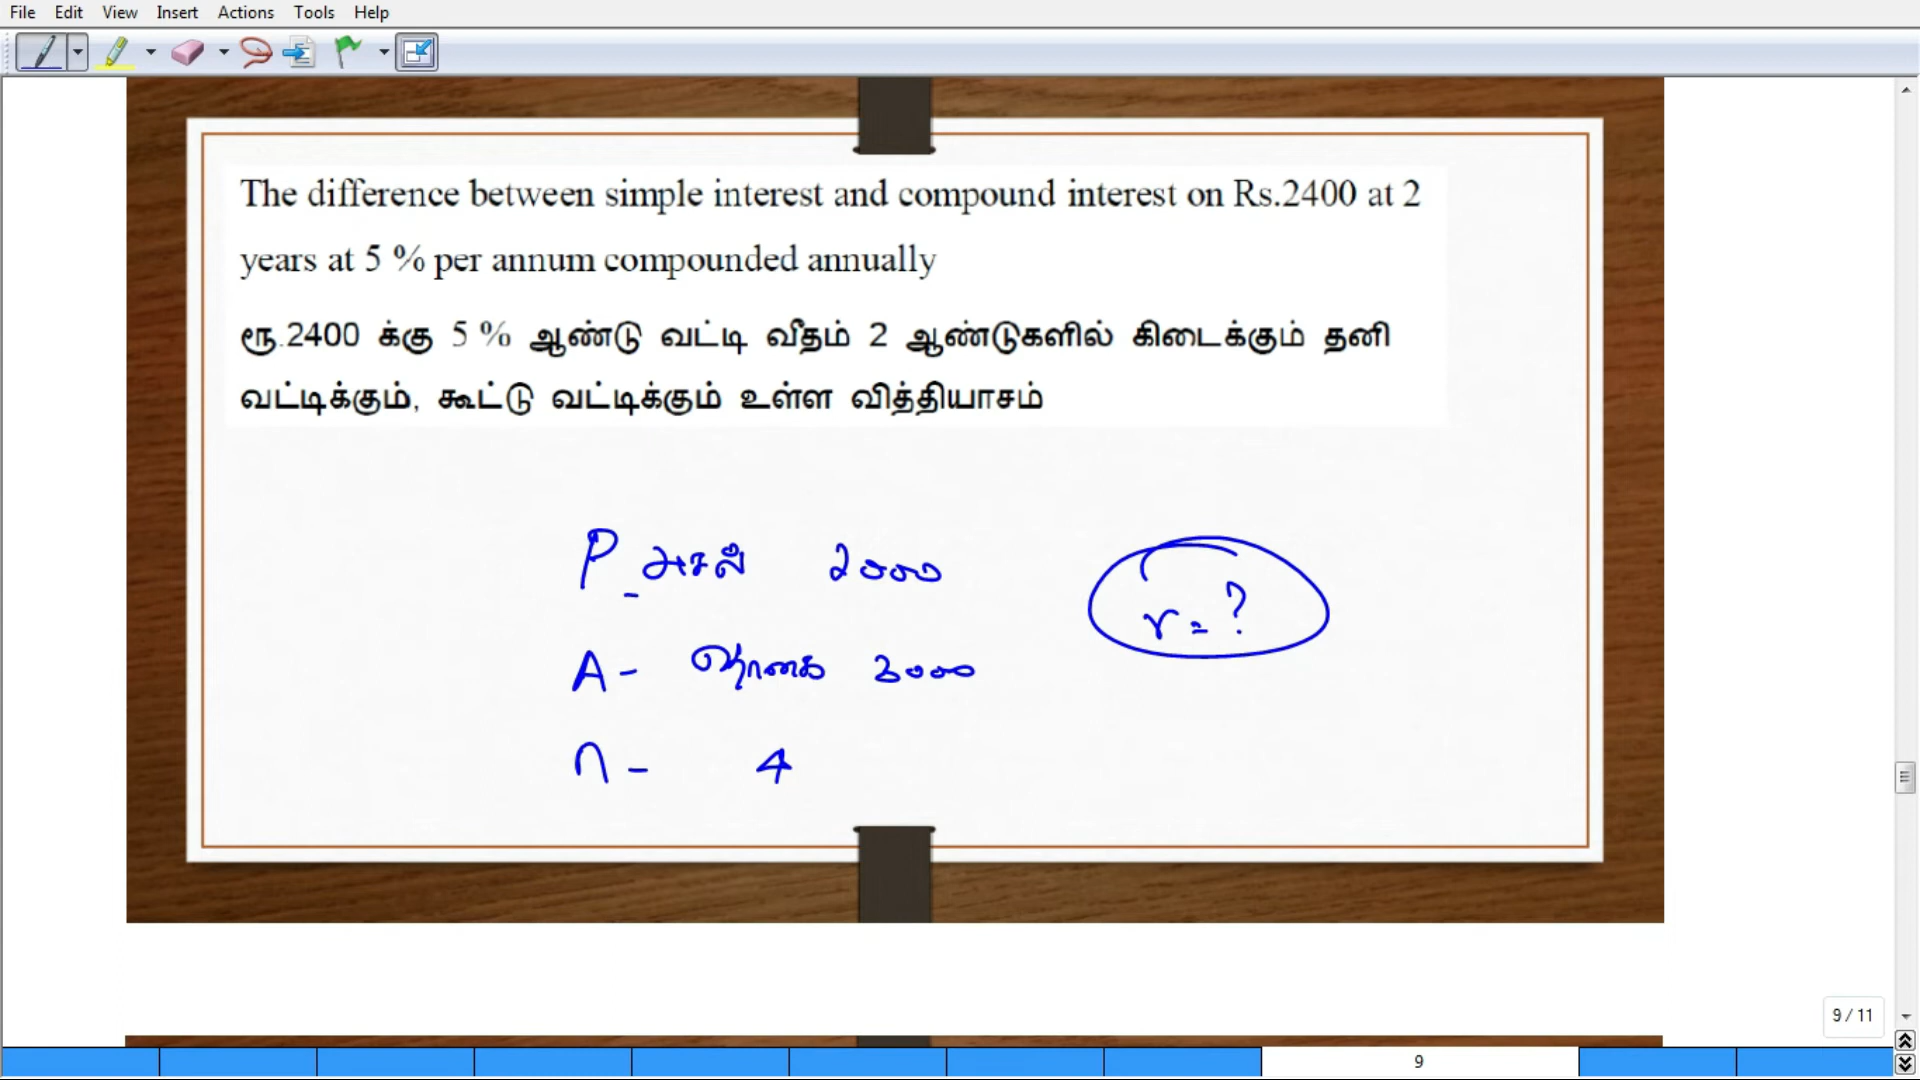 File Edit View Insert Actions Tools Help
The difference between simple interest and compound interest on Rs.2400 at 2
years at 5 % per annum compounded annually
ரூ.2400 க்கு 5 % ஆண்டு வட்டி வீதம் 2 ஆண்டுகளில் கிடைக்கும் தனி
வட்டிக்கும், கூட்டு வட்டிக்கும் உள்ள வித்தியாசம்
P - அசல் 2000
r = ?
A - தொகை 3000
n - 4
9 / 11
9